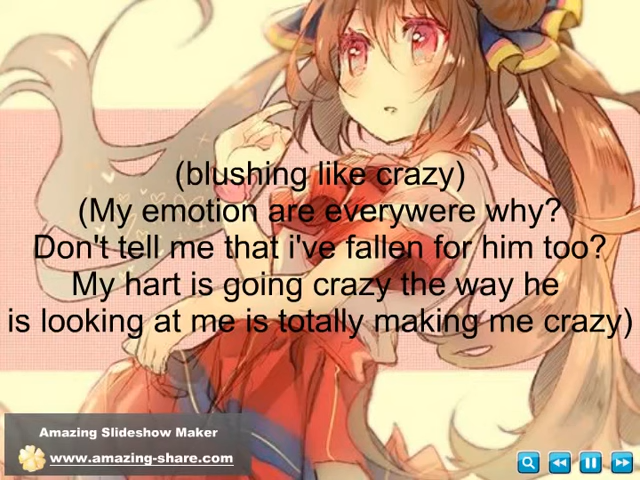 (blushing like crazy)
(My emotion are everywere why?
Don't tell me that i've fallen for him too?
My hart is going crazy the way he
is looking at me is totally making me crazy)
Amazing Slideshow Maker
www.amazing-share.com